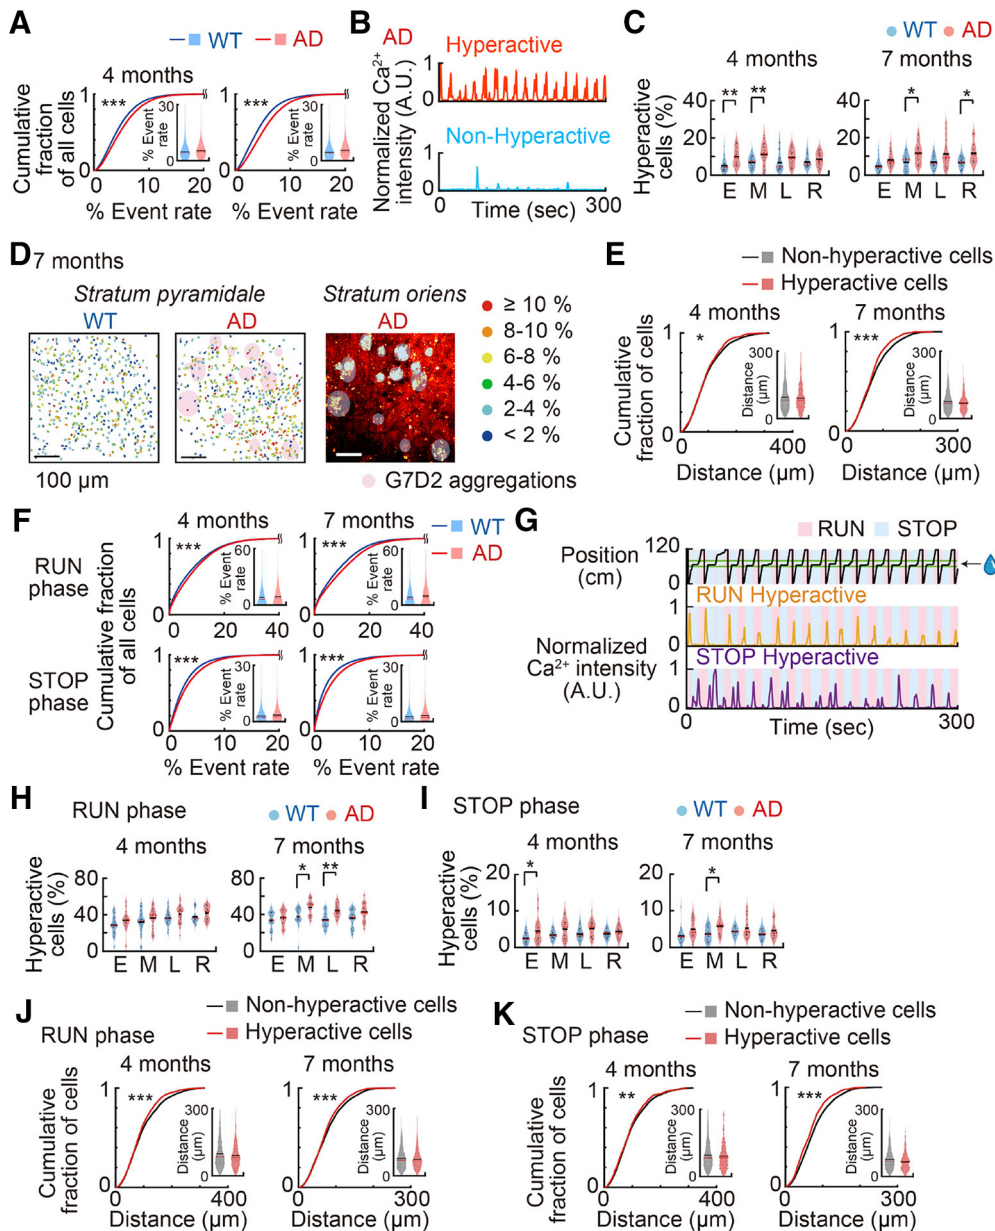 A
WT AD
4 months 7 months
Cumulative
fraction
of all cells
1
0
***
% Event
rate
30
0
***
% Event
rate
30
0
0 10 20 0 10 20
% Event rate % Event rate
B AD
Hyperactive
Normalized Ca2+
intensity (A.U.)
1
0
Non-Hyperactive
1
0
0 Time (sec) 300
C
WT AD
4 months 7 months
Hyperactive
cells (%)
40
20
0
** **
E M L R
40
20
0
* *
E M L R
D 7 months
Stratum pyramidale Stratum oriens
WT AD AD
≥ 10 %
8-10 %
6-8 %
4-6 %
2-4 %
< 2 %
100 µm
G7D2 aggregations
E
Non-hyperactive cells
Hyperactive cells
4 months 7 months
Cumulative
fraction of cells
1
0
*
Distance
(µm)
300
0
***
Distance
(µm)
300
0
0 400 0 300
Distance (µm) Distance (µm)
F
4 months 7 months
WT
AD
RUN
phase
STOP
phase
Cumulative fraction
of all cells
1
0
***
% Event
rate
60
0
1
0
***
% Event
rate
60
0
0 20 40 0 20 40
1
0
***
% Event
rate
30
0
1
0
***
% Event
rate
30
0
0 10 20 0 10 20
% Event rate % Event rate
G
RUN STOP
Position
(cm)
120
0
RUN Hyperactive
1
0
Normalized
Ca2+ intensity
(A.U.)
STOP Hyperactive
1
0
0 Time (sec) 300
H
RUN phase
WT AD
4 months 7 months
Hyperactive
cells (%)
80
40
0
E M L R
80
40
0
* **
E M L R
I
STOP phase
WT AD
4 months 7 months
Hyperactive
cells (%)
20
10
0
*
E M L R
20
10
0
*
E M L R
J
Non-hyperactive cells
Hyperactive cells
RUN phase
4 months 7 months
Cumulative
fraction of cells
1
0
***
Distance
(µm)
300
0
1
0
***
Distance
(µm)
300
0
0 400 0 300
Distance (µm) Distance (µm)
K
Non-hyperactive cells
Hyperactive cells
STOP phase
4 months 7 months
Cumulative
fraction of cells
1
0
**
Distance
(µm)
300
0
1
0
***
Distance
(µm)
300
0
0 400 0 300
Distance (µm) Distance (µm)